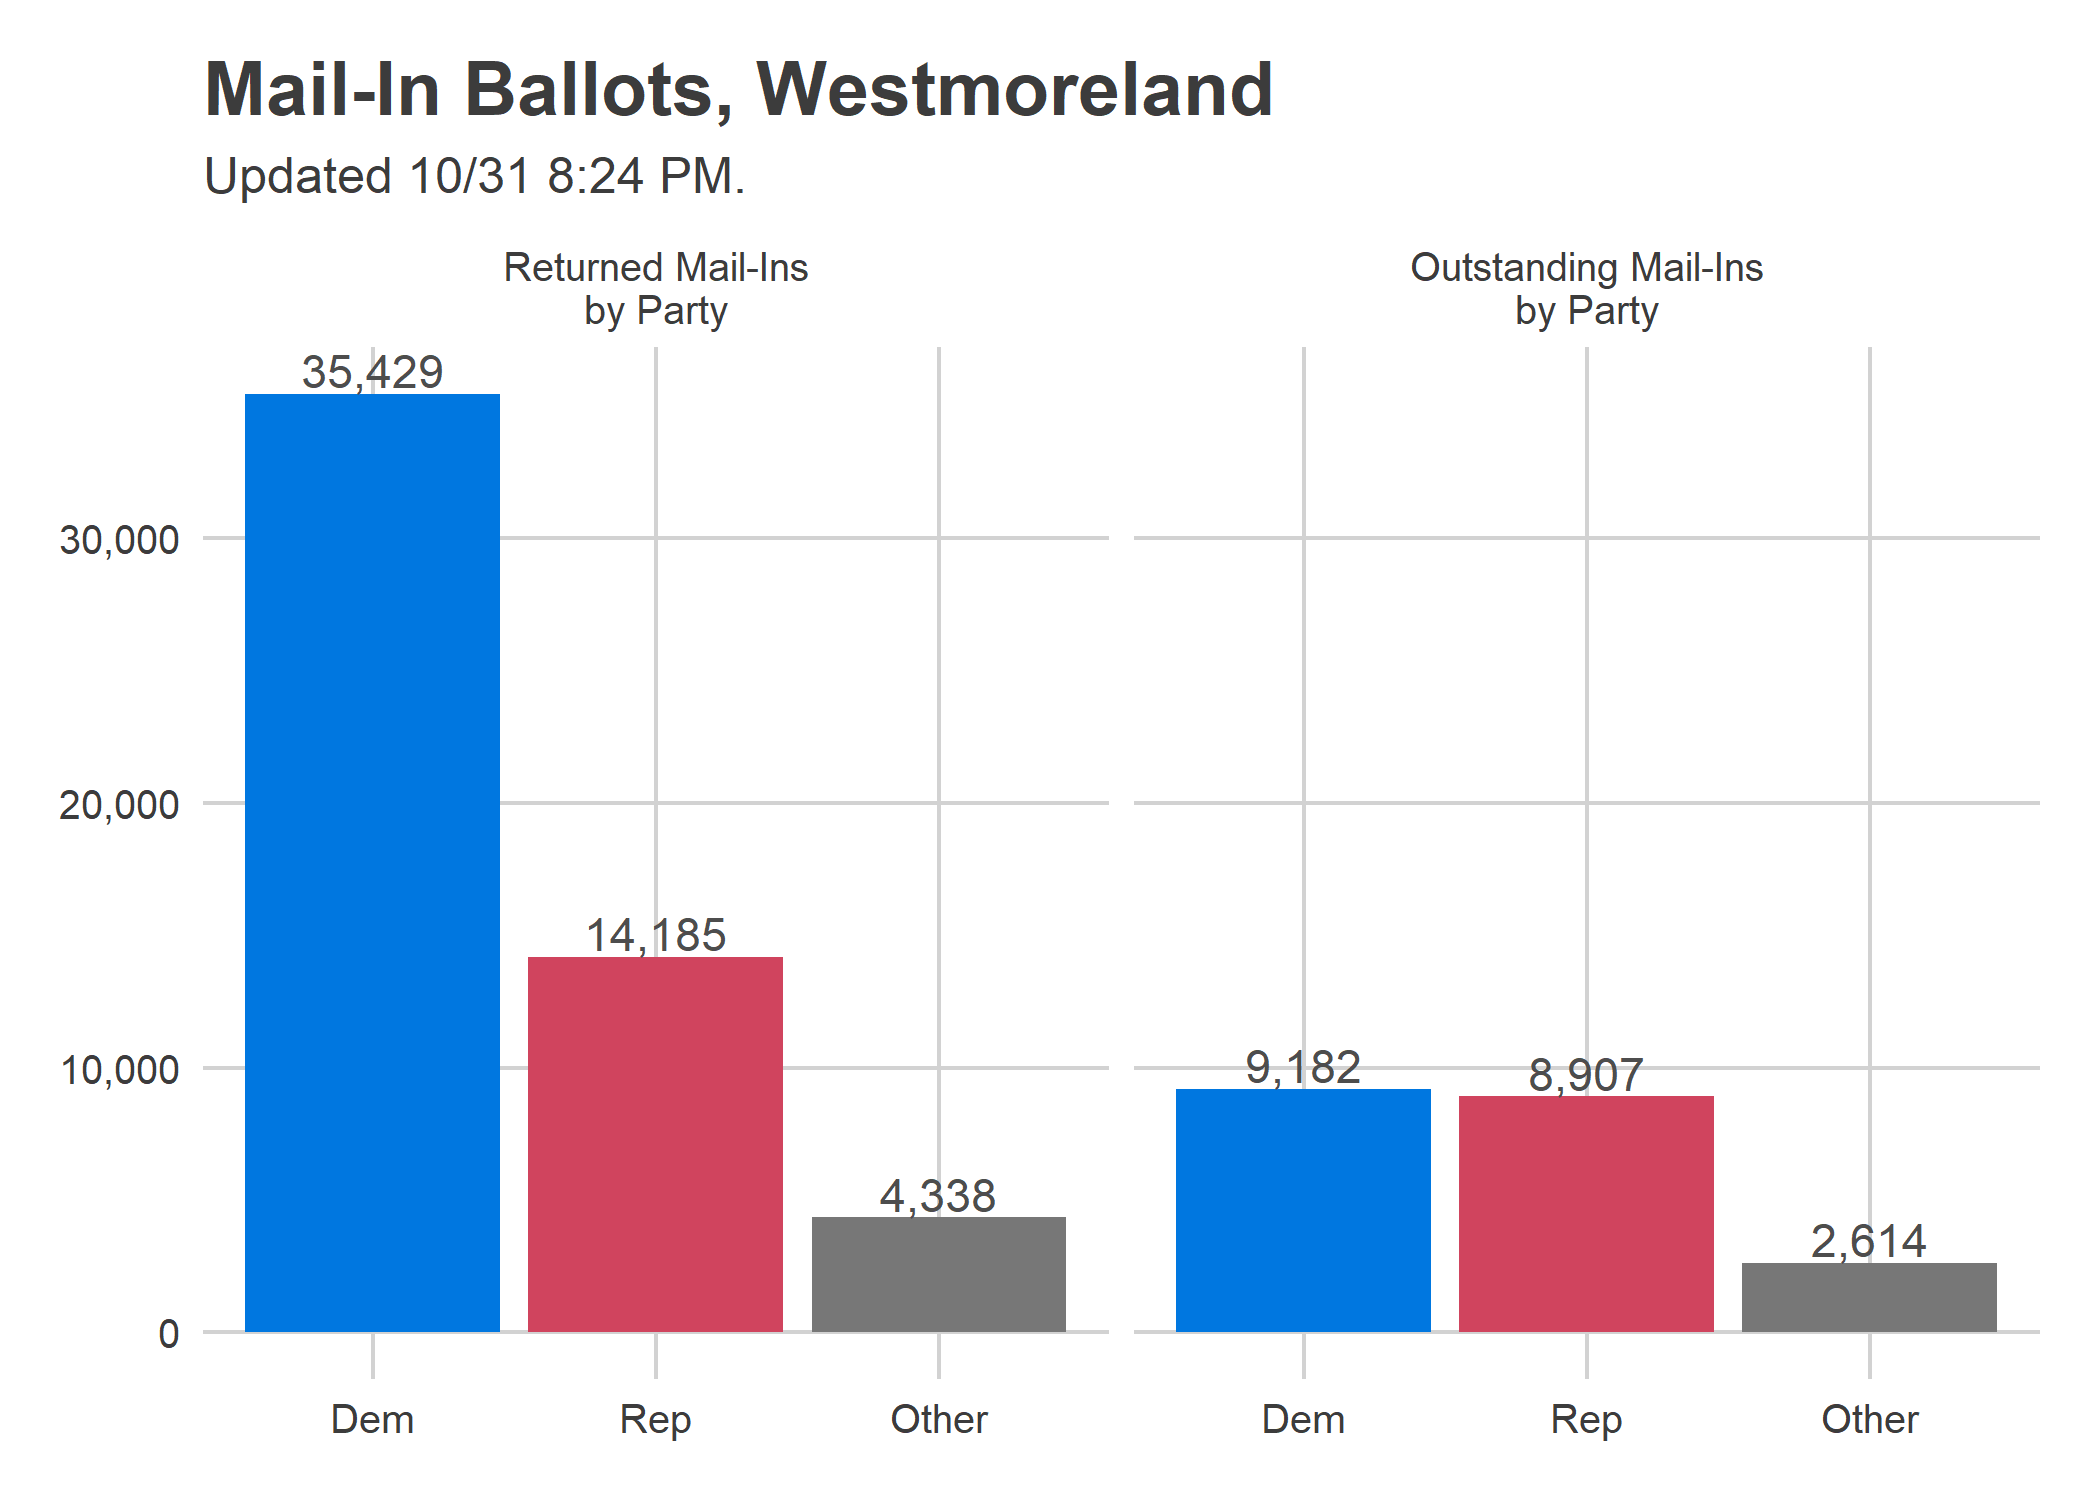 Mail-In Ballots, Westmoreland
Updated 10/31 8:24 PM.
Returned Mail-Ins
by Party
Outstanding Mail-Ins
by Party
35,429
14,185
4,338
9,182
8,907
2,614
30,000
20,000
10,000
0
Dem
Rep
Other
Dem
Rep
Other